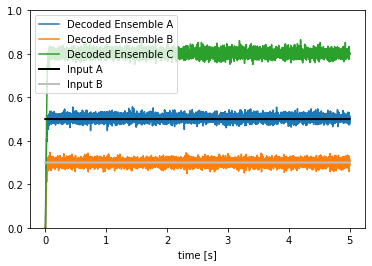 1.0
0.8
0.6
0.4
0.2
0.0
Decoded Ensemble A
Decoded Ensemble B
Decoded Ensemble C
Input A
Input B
0 1 2 3 4 5
time [s]